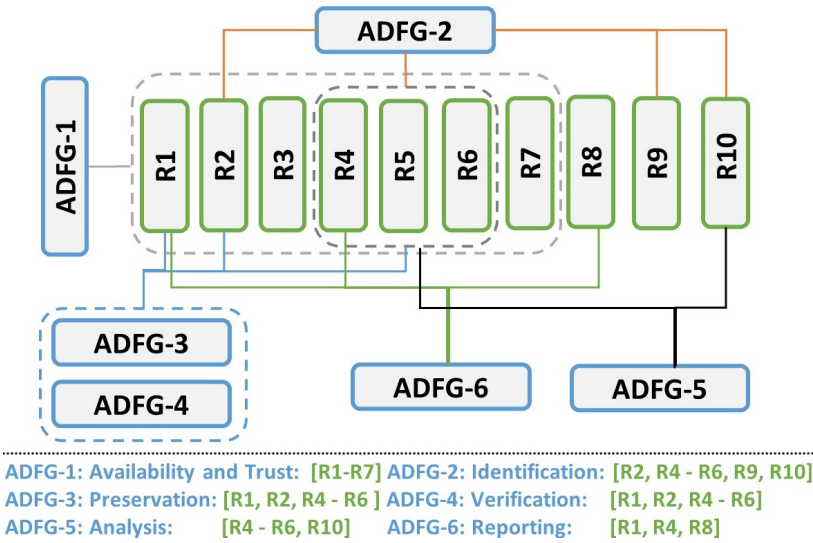 ADFG-2
ADFG-1
R1 R2 R3 R4 R5 R6 R7 R8 R9 R10
ADFG-3
ADFG-4
ADFG-6
ADFG-5
ADFG-1: Availability and Trust: [R1-R7] ADFG-2: Identification: [R2, R4 - R6, R9, R10]
ADFG-3: Preservation: [R1, R2, R4 - R6 ] ADFG-4: Verification: [R1, R2, R4 - R6]
ADFG-5: Analysis: [R4 - R6, R10] ADFG-6: Reporting: [R1, R4, R8]